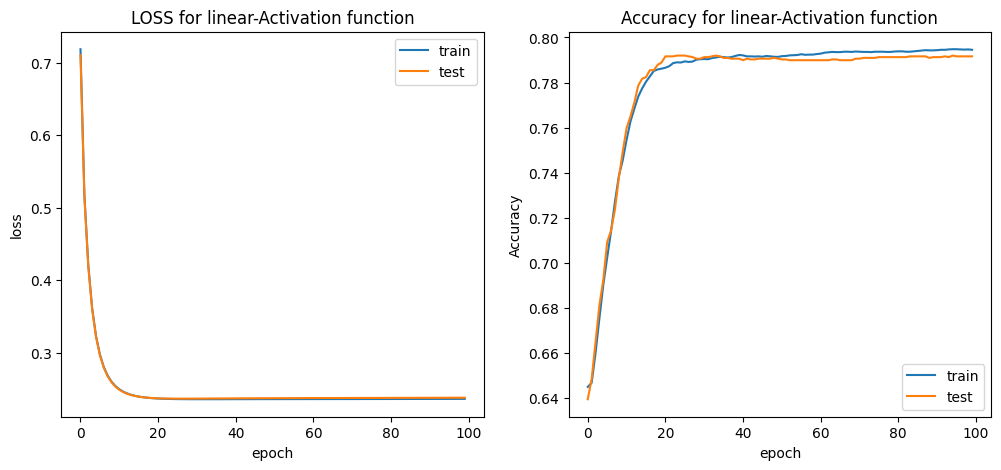 LOSS for linear-Activation function
train
test
0.7
0.6
0.5
0.4
0.3
loss
0
20
40
60
80
100
epoch
Accuracy for linear-Activation function
0.80
0.78
0.76
0.74
0.72
0.70
0.68
0.66
0.64
Accuracy
train
test
0
20
40
60
80
100
epoch